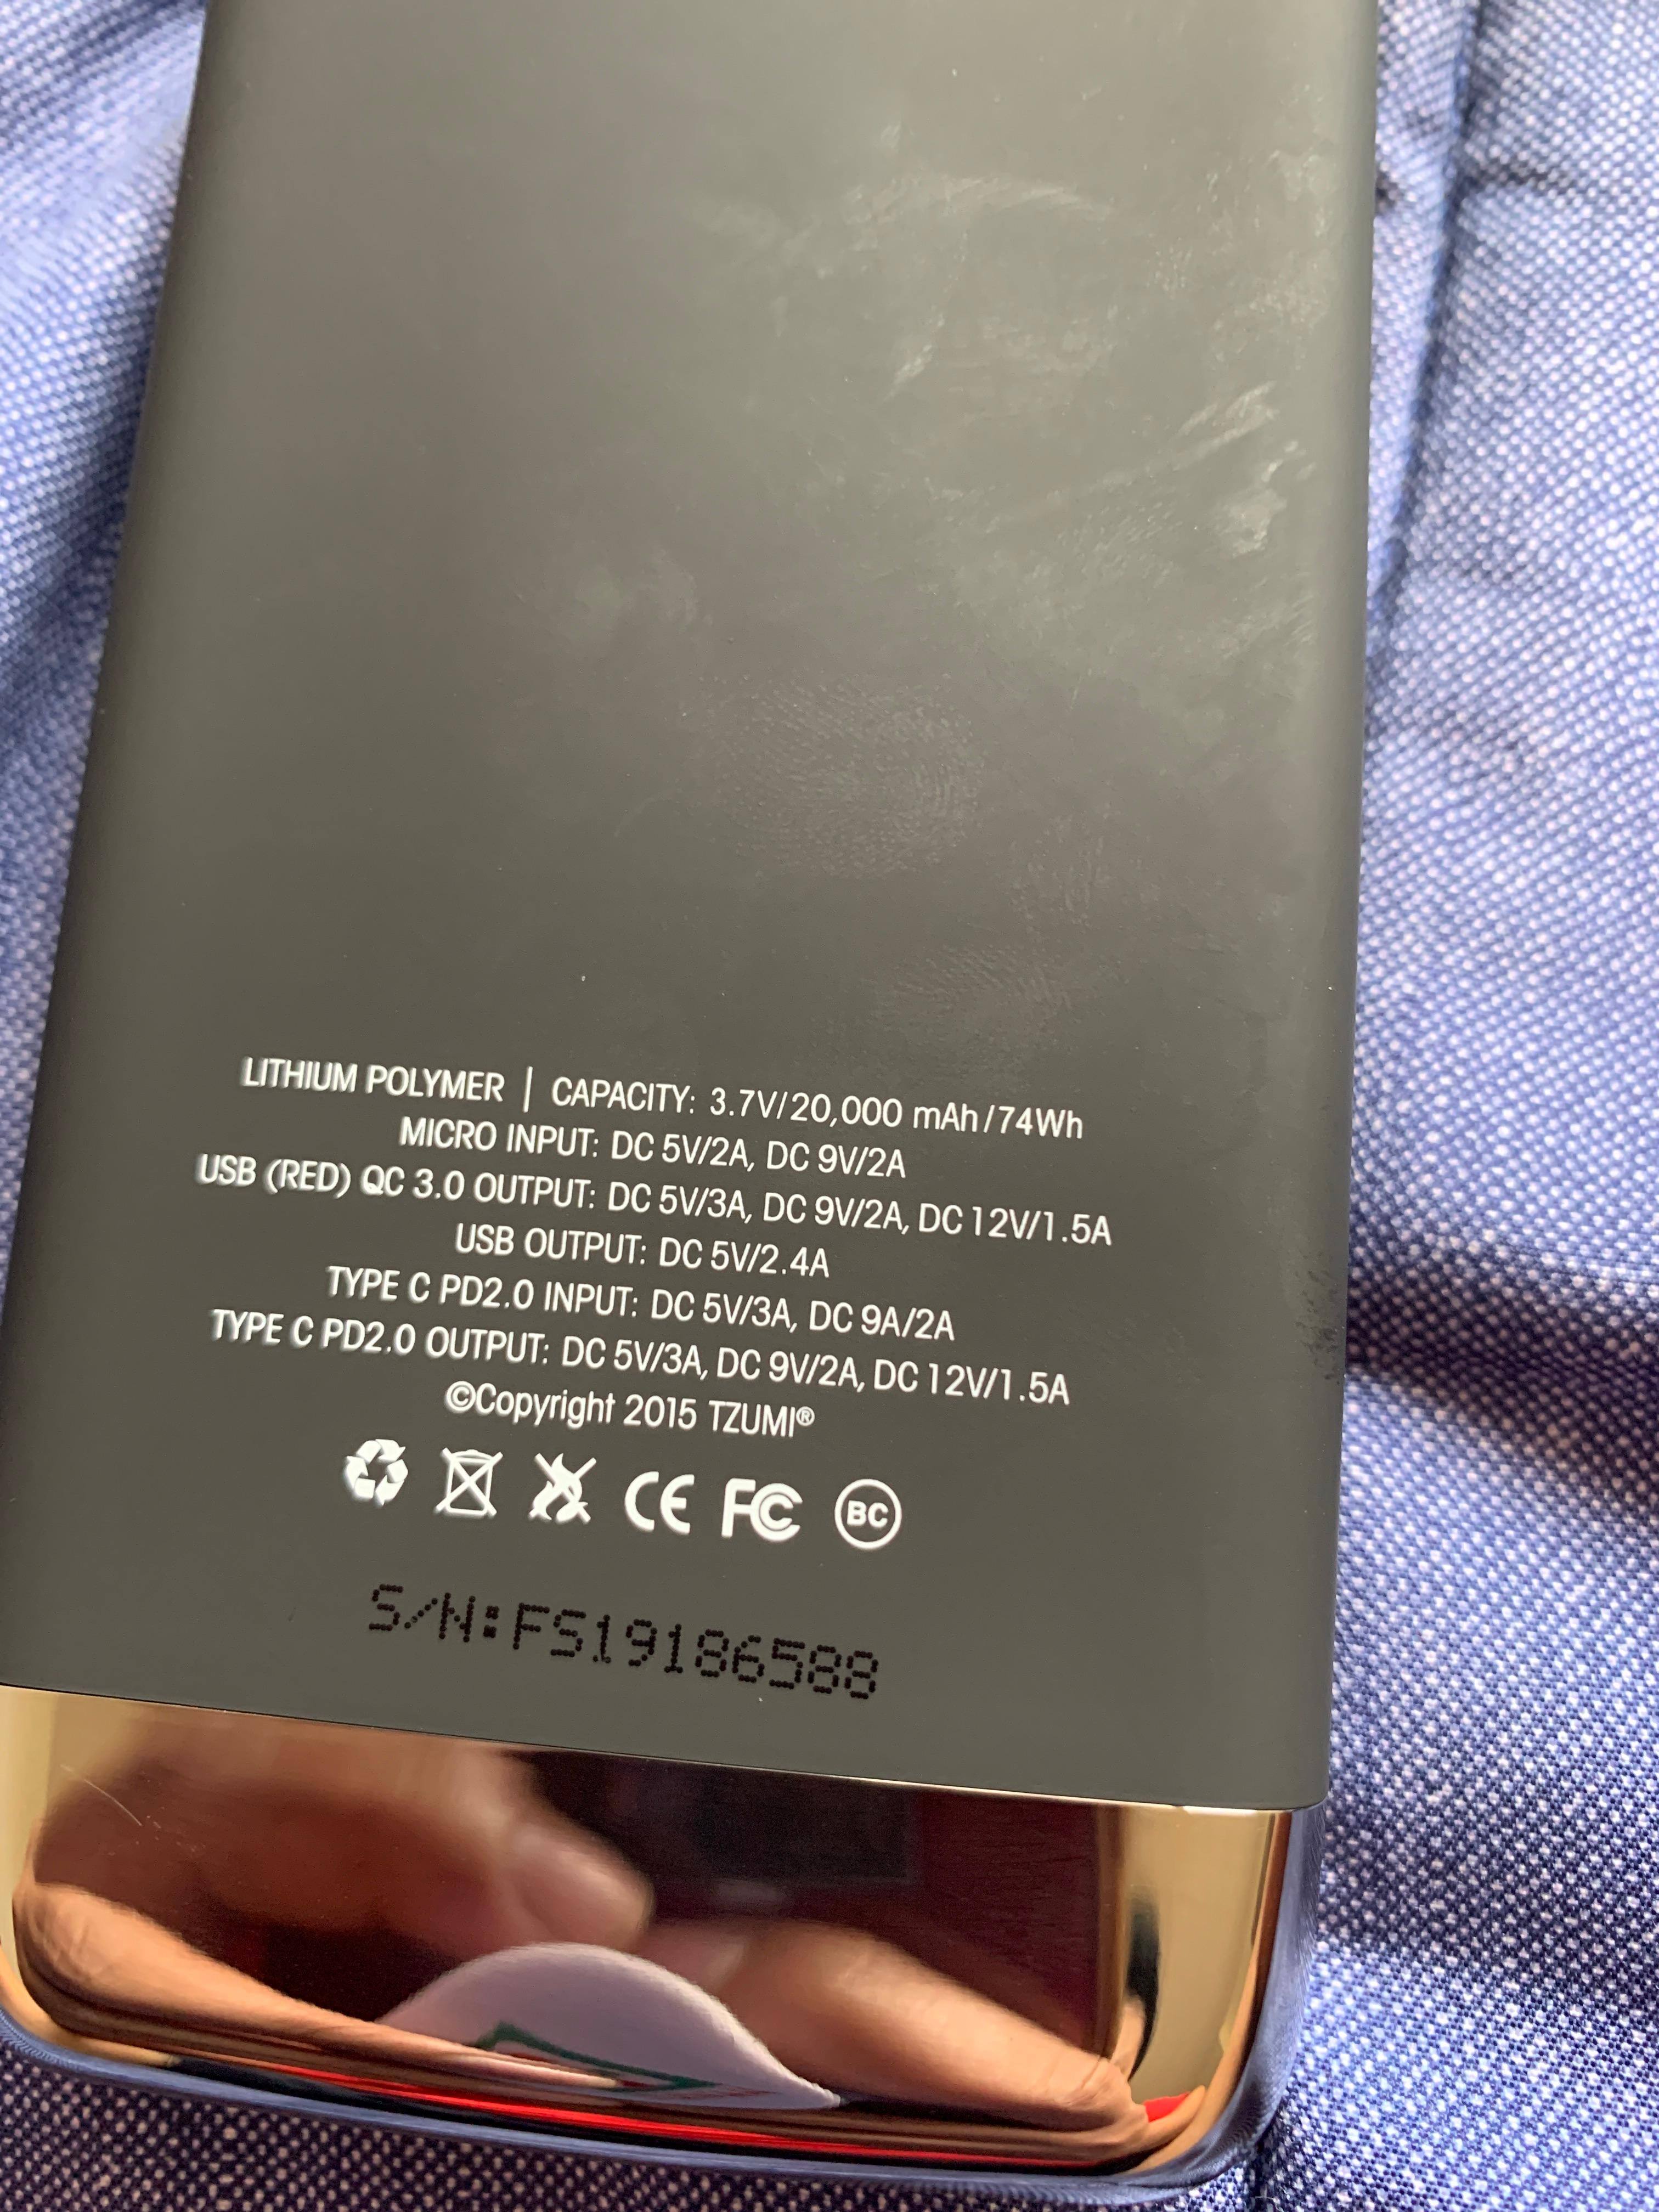 LITHIUM POLYMER | CAPACITY: 3.7V/20,000 mAh/74Wh
MICRO INPUT: DC 5V/2A, DC 9V/2A
USB (RED) QC 3.0 OUTPUT: DC 5V/3A, DC 9V/2A, DC 12V/1.5A
USB OUTPUT: DC 5V/2.4A
TYPE C PD2.0 INPUT: DC 5V/3A, DC 9A/2A
TYPE C PD2.0 OUTPUT: DC 5V/3A, DC 9V/2A, DC 12V/1.5A
©Copyright 2015 TZUMI®
CE FC BC
S/N:FS19186588